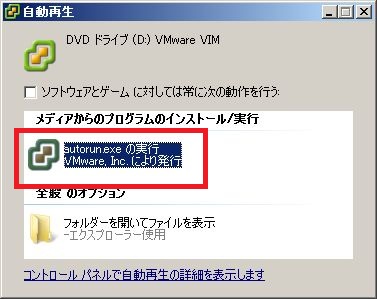 自動再生
DVD ドライブ (D:) VMware VIM
ソフトウェアとゲーム に対しては常に次の動作を行う:
メディアからのプログラムのインストール/実行
autorun.exe の実行
VMware, Inc. により発行
全般 のオプション
フォルダーを開いてファイルを表示
-エクスプローラー使用
コントロール パネルで自動再生の詳細を表示します